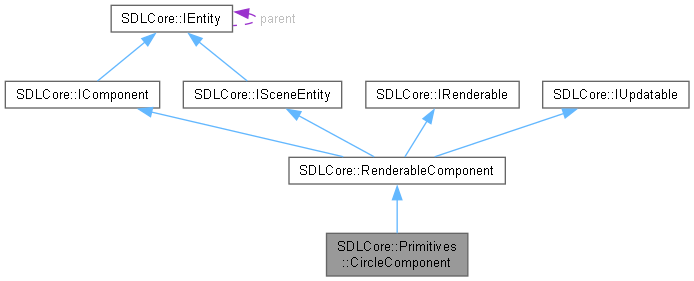 SDLCore::IEntity
parent
SDLCore::IComponent
SDLCore::ISceneEntity
SDLCore::IRenderable
SDLCore::IUpdatable
SDLCore::RenderableComponent
SDLCore::Primitives
::CircleComponent